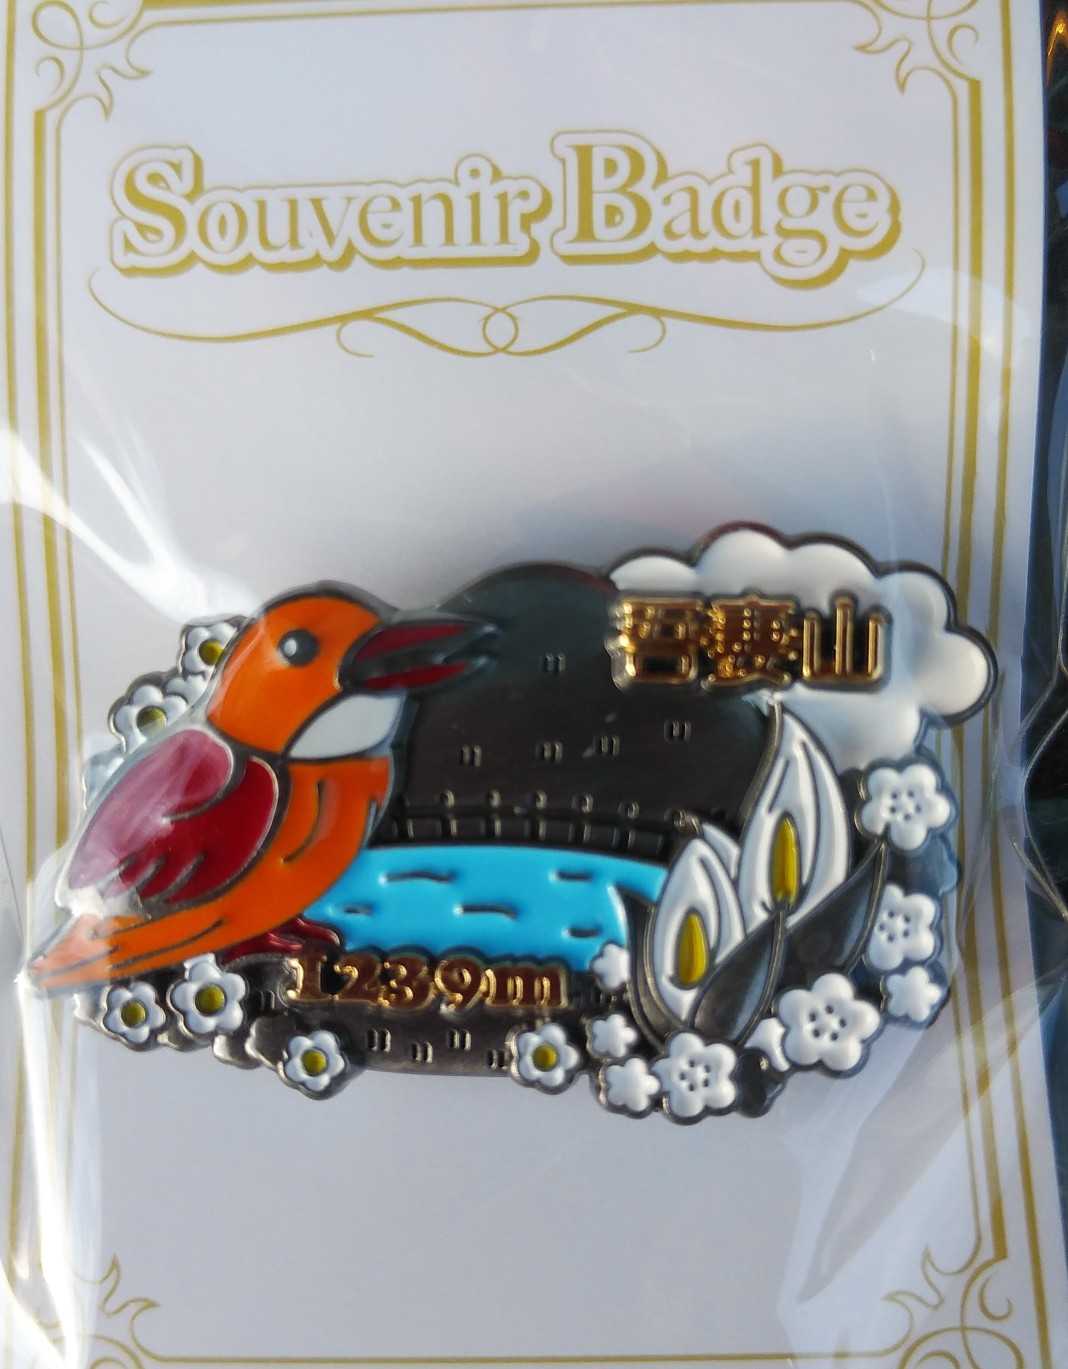 Souvenir Badge
吾妻山
1239m